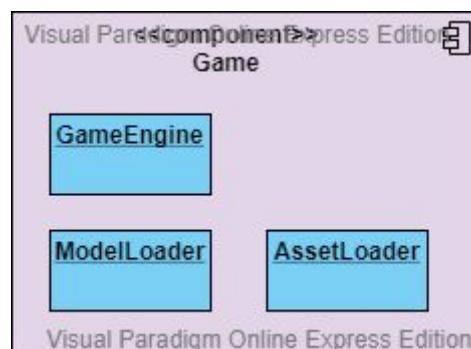 Visual Paradigm Online Express Edition
<<component>>
Game
GameEngine
ModelLoader AssetLoader
Visual Paradigm Online Express Edition